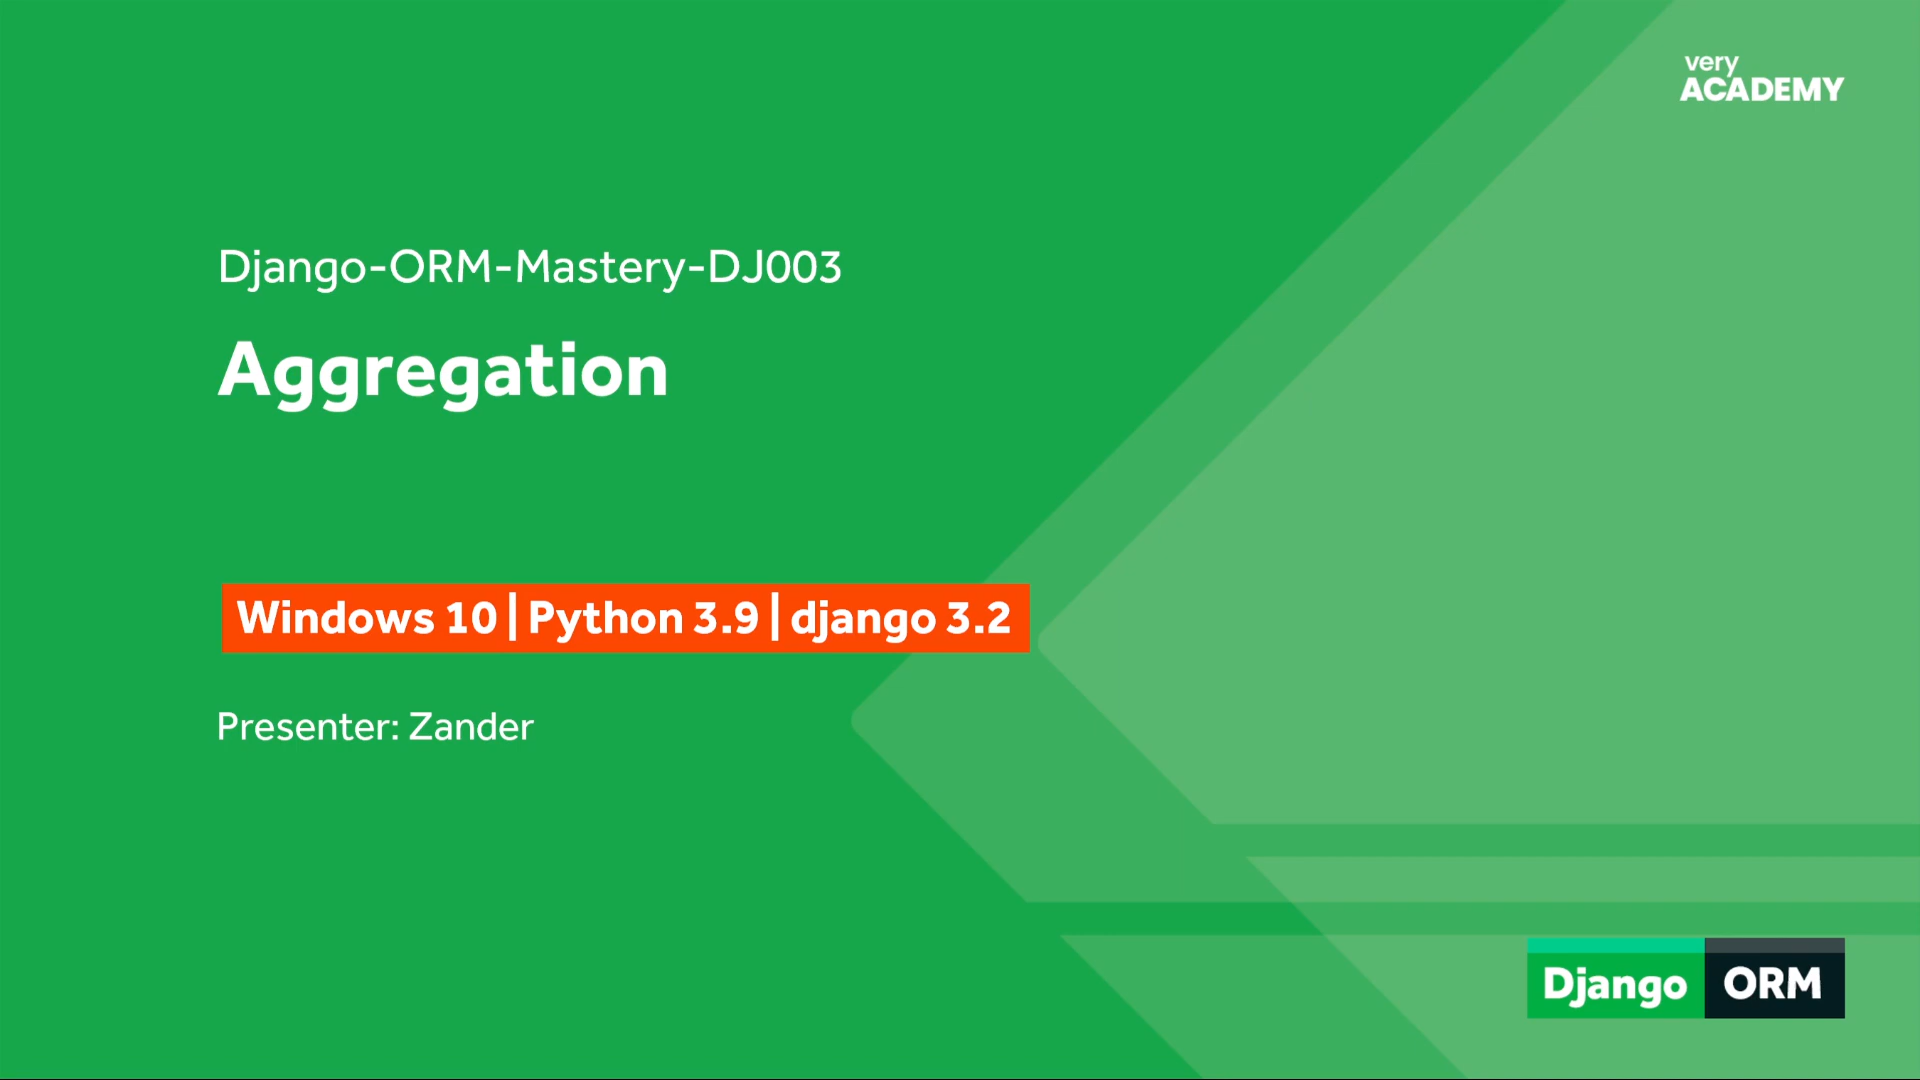 very
ACADEMY
Django-ORM-Mastery-DJ003
Aggregation
Windows 10 | Python 3.9 | django 3.2
Presenter: Zander
Django ORM